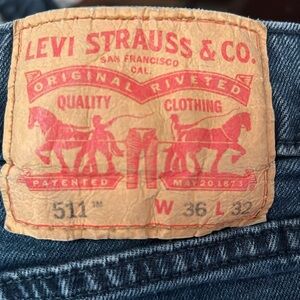 LEVI STRAUSS & CO.
SAN FRANCISCO
CAL.
ORIGINAL RIVETED
QUALITY CLOTHING
PATENTED MAY 20 1873
511™ W 36 L 32